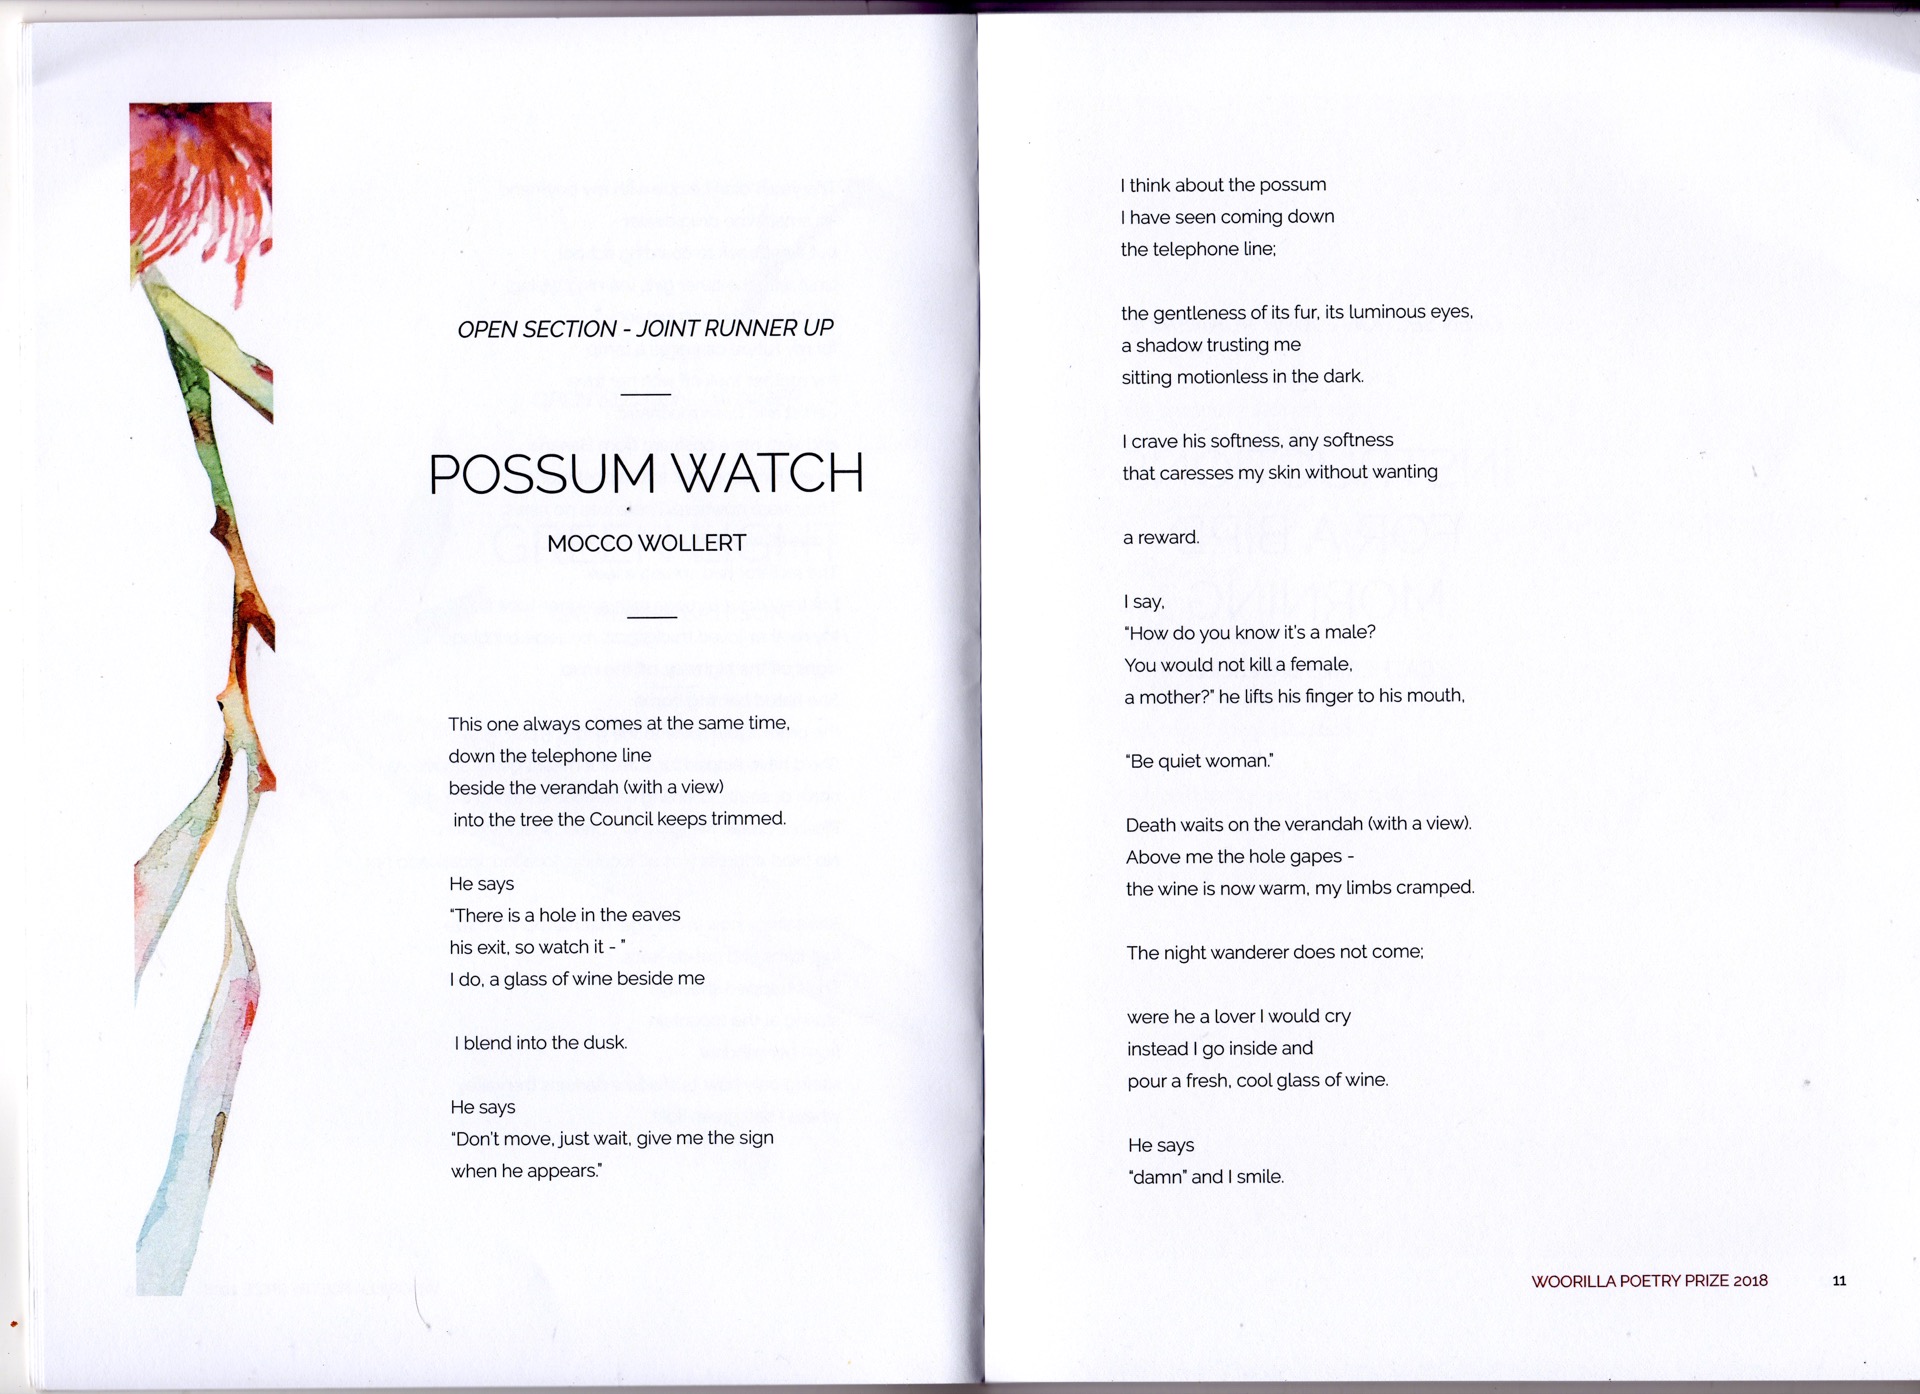 OPEN SECTION - JOINT RUNNER UP
POSSUM WATCH
MOCCO WOLLERT
This one always comes at the same time,
down the telephone line
beside the verandah (with a view)
into the tree the Council keeps trimmed.
He says
"There is a hole in the eaves
his exit, so watch it - "
I do, a glass of wine beside me
I blend into the dusk.
He says
"Don't move, just wait, give me the sign
when he appears."
I think about the possum
I have seen coming down
the telephone line;
the gentleness of its fur, its luminous eyes,
a shadow trusting me
sitting motionless in the dark.
I crave his softness, any softness
that caresses my skin without wanting
a reward.
I say,
"How do you know it's a male?
You would not kill a female,
a mother?" he lifts his finger to his mouth,
"Be quiet woman."
Death waits on the verandah (with a view).
Above me the hole gapes -
the wine is now warm, my limbs cramped.
The night wanderer does not come;
were he a lover I would cry
instead I go inside and
pour a fresh, cool glass of wine.
He says
"damn" and I smile.
WOORILLA POETRY PRIZE 2018 11